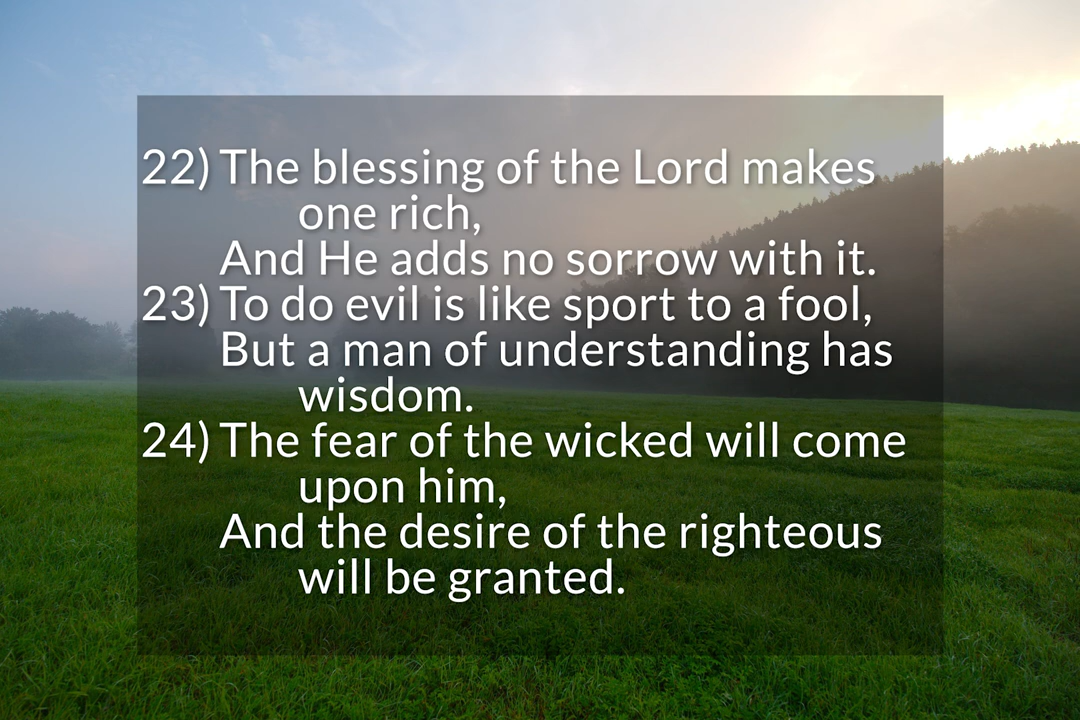 22) The blessing of the Lord makes
one rich,
And He adds no sorrow with it.
23) To do evil is like sport to a fool,
But a man of understanding has
wisdom.
24) The fear of the wicked will come
upon him,
And the desire of the righteous
will be granted.